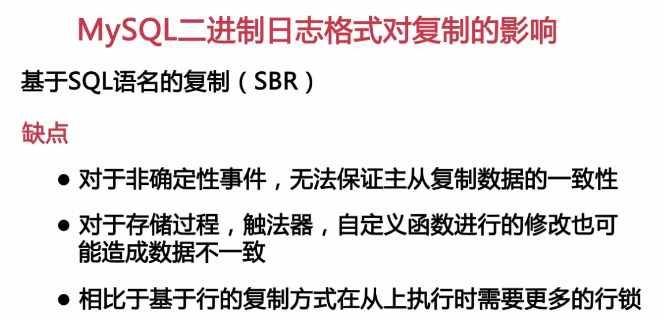 MySQL二进制日志格式对复制的影响
基于SQL语名的复制（SBR）
缺点
● 对于非确定性事件，无法保证主从复制数据的一致性
● 对于存储过程，触法器，自定义函数进行的修改也可
能造成数据不一致
● 相比于基于行的复制方式在从上执行时需要更多的行锁